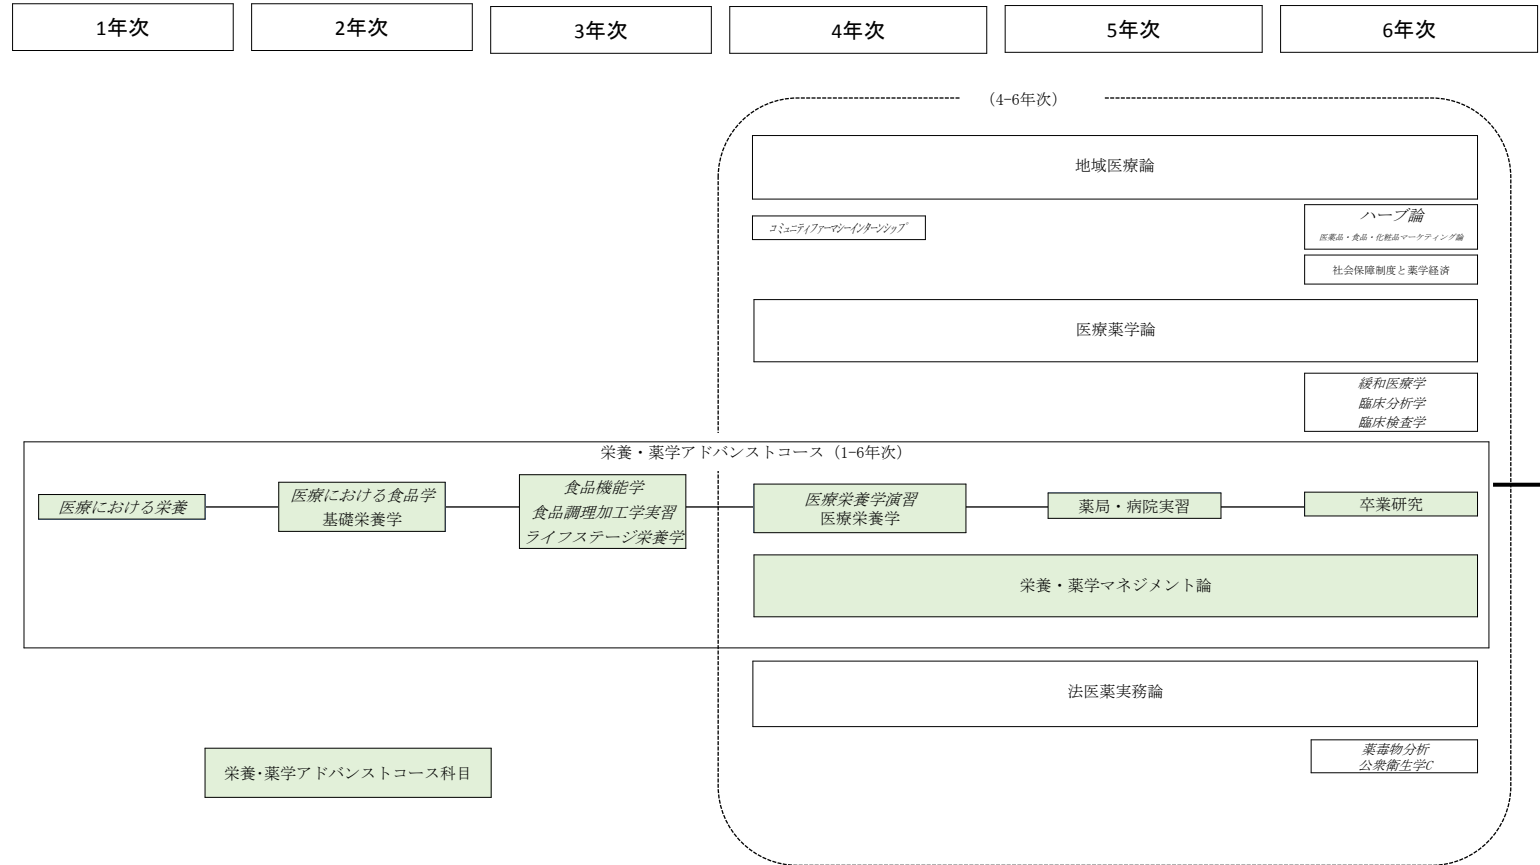 1年次
2年次
3年次
4年次
5年次
6年次
(4-6年次)
地域医療論
コミュニティファーマシーインターンシップ
ハーブ論
医薬品・食品・化粧品マーケティング論
社会保障制度と薬学経済
医療薬学論
緩和医療学
臨床分析学
臨床検査学
栄養・薬学アドバンストコース(1-6年次)
医療における栄養
医療における食品学
基礎栄養学
食品機能学
食品調理加工学実習
ライフステージ栄養学
医療栄養学演習
医療栄養学
薬局・病院実習
卒業研究
栄養・薬学マネジメント論
法医薬実務論
薬毒物分析
公衆衛生学C
栄養・薬学アドバンストコース科目